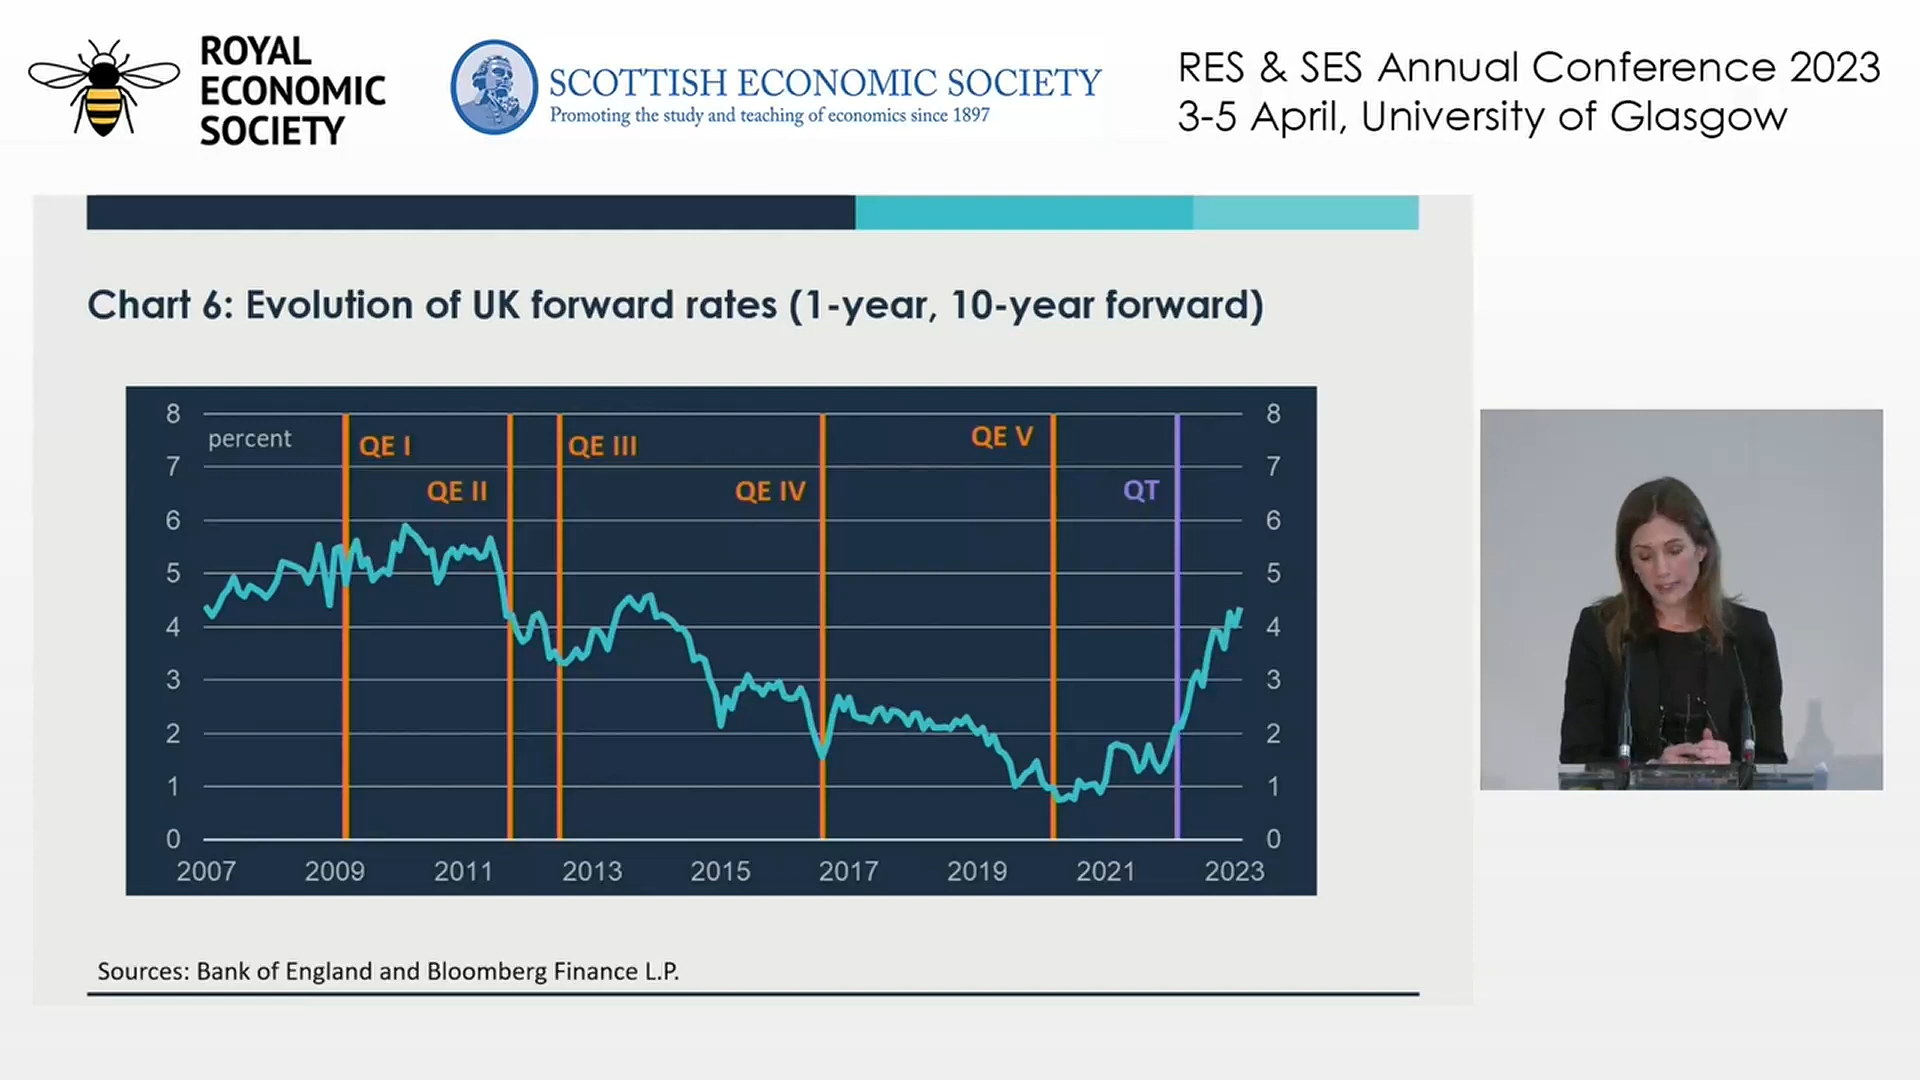 ROYAL
ECONOMIC
SOCIETY
SCOTTISH ECONOMIC SOCIETY
Promoting the study and teaching of economics since 1897
RES & SES Annual Conference 2023
3-5 April, University of Glasgow
Chart 6: Evolution of UK forward rates (1-year, 10-year forward)
8 8
percent
QE I QE III QE V
7 7
QE II QE IV QT
6 6
5 5
4 4
3 3
2 2
1 1
0 0
2007 2009 2011 2013 2015 2017 2019 2021 2023
Sources: Bank of England and Bloomberg Finance L.P.